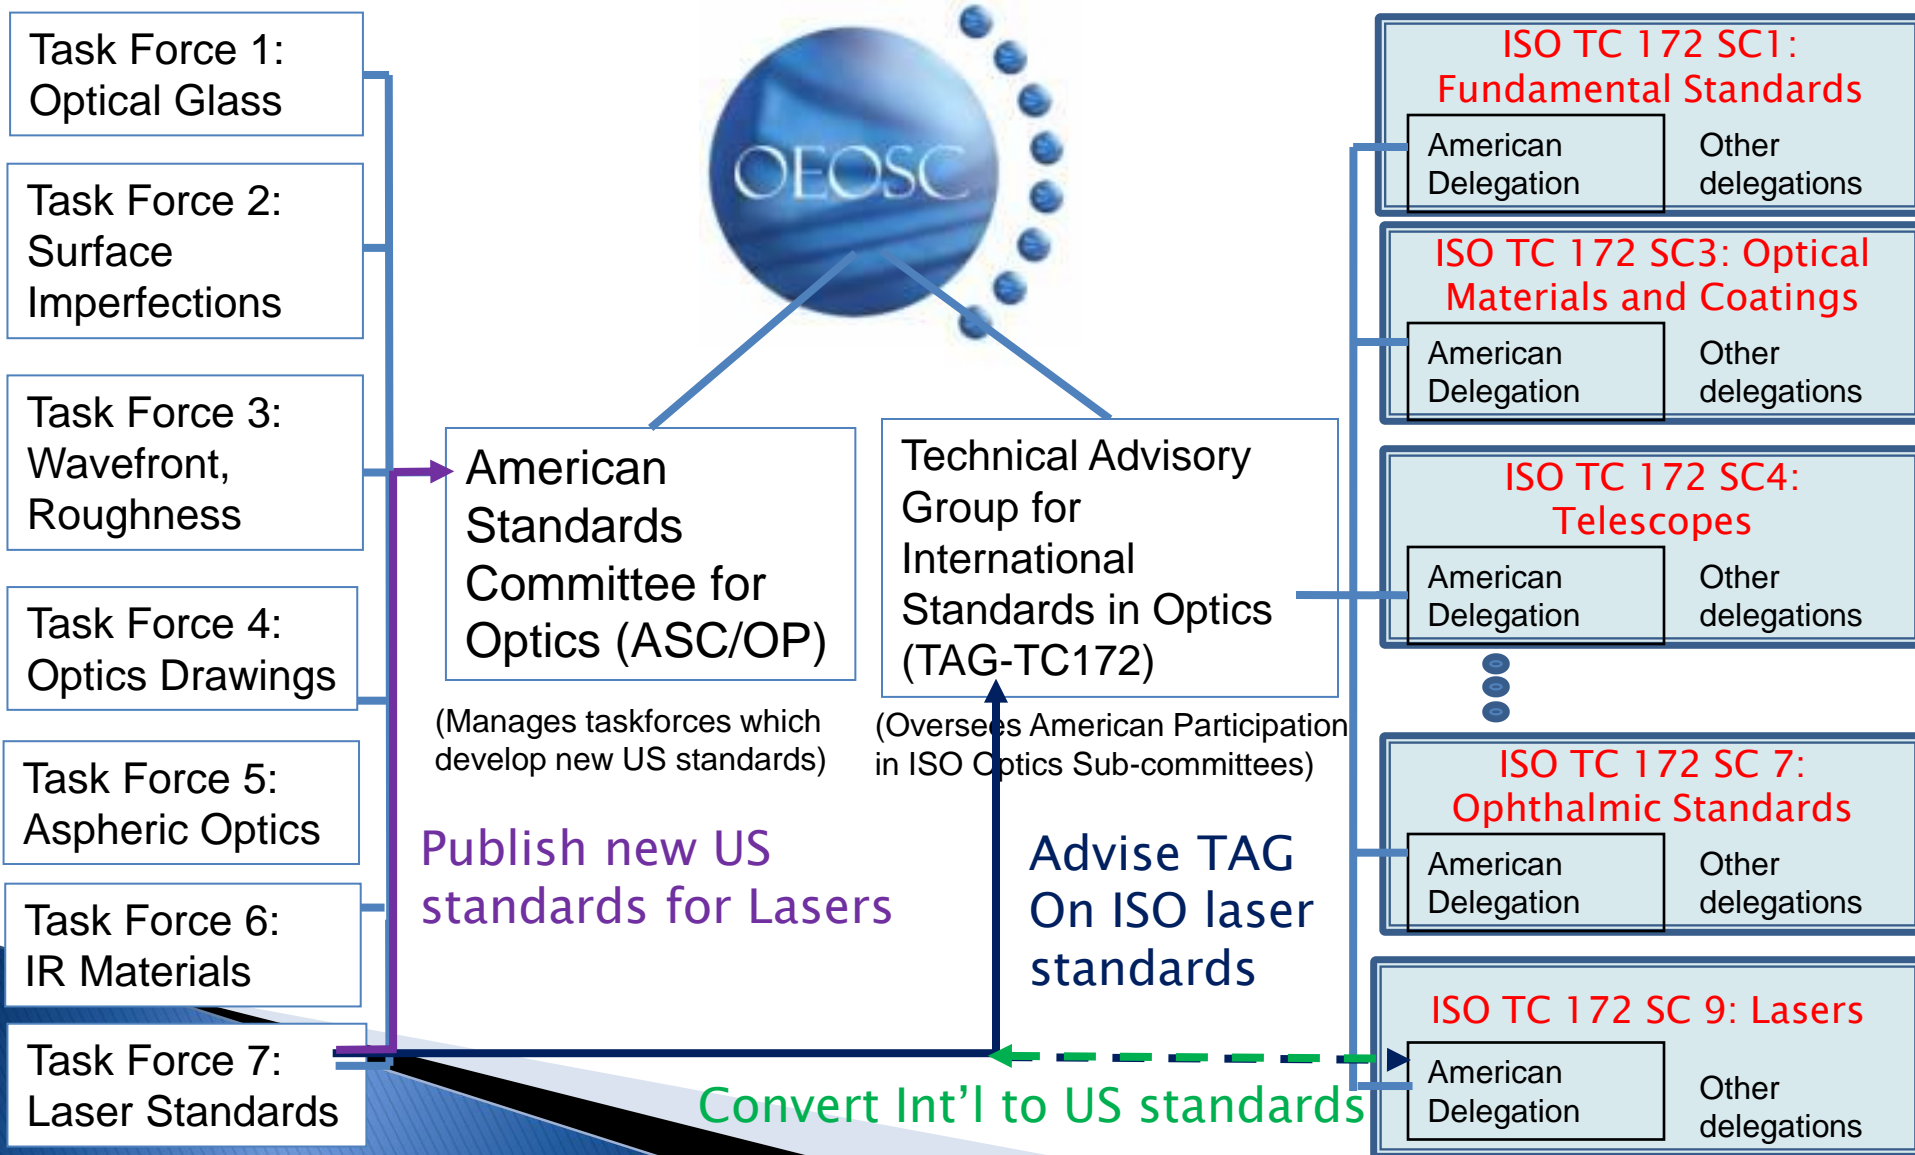 Task Force 1:
Optical Glass
Task Force 2:
Surface
Imperfections
Task Force 3:
Wavefront,
Roughness
Task Force 4:
Optics Drawings
Task Force 5:
Aspheric Optics
Task Force 6:
IR Materials
Task Force 7:
Laser Standards
OEOSC
American
Standards
Committee for
Optics (ASC/OP)
(Manages taskforces which
develop new US standards)
Technical Advisory
Group for
International
Standards in Optics
(TAG-TC172)
(Oversees American Participation
in ISO Optics Sub-committees)
Publish new US
standards for Lasers
Advise TAG
On ISO laser
standards
Convert Int'l to US standards
ISO TC 172 SC1:
Fundamental Standards
American
Delegation
Other
delegations
ISO TC 172 SC3: Optical
Materials and Coatings
American
Delegation
Other
delegations
ISO TC 172 SC4:
Telescopes
American
Delegation
Other
delegations
ISO TC 172 SC 7:
Ophthalmic Standards
American
Delegation
Other
delegations
ISO TC 172 SC 9: Lasers
American
Delegation
Other
delegations